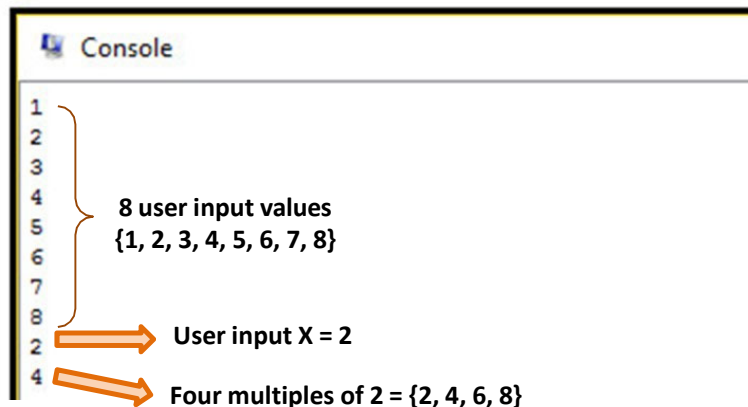 Console
1
2
3
4
5
6
7
8
2
4
8 user input values
{1, 2, 3, 4, 5, 6, 7, 8}
User input X = 2
Four multiples of 2 = {2, 4, 6, 8}